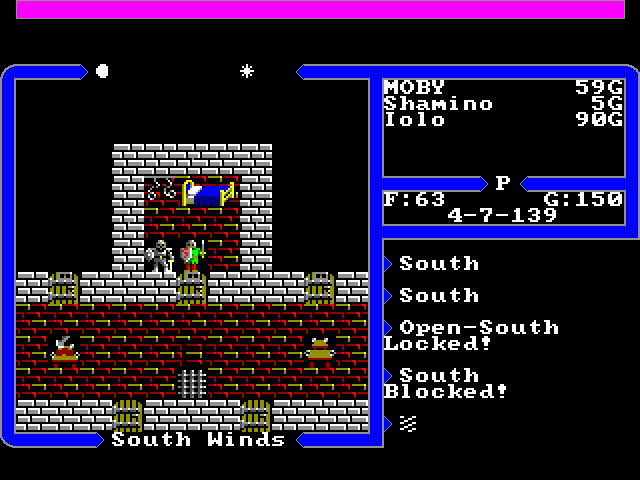 MOBY 59G
Shamino 5G
Iolo 90G
P
F:63 G:150
4-7-139
South
South
Open-South
Locked!
South
Blocked!
South Winds